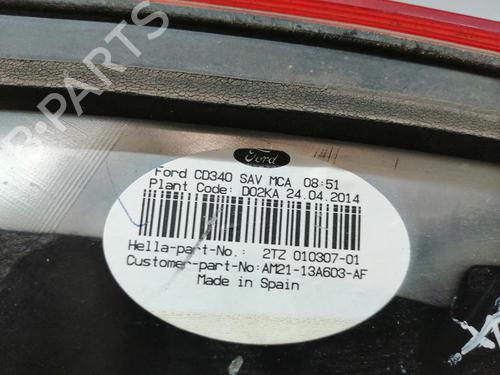 Ford
Ford CD340 SAV MCA 08:51
Plant Code: D02KA 24.04.2014
Hella-part-No.: 2TZ 010307-01
Customer-part-No:AM21-13A603-AF
Made in Spain